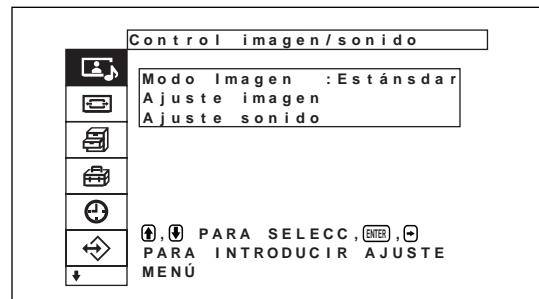 Control imagen/sonido
Modo Imagen :Estánsdar
Ajuste imagen
Ajuste sonido
, PARA SELECC, ENTER ,
PARA INTRODUCIR AJUSTE
MENÚ